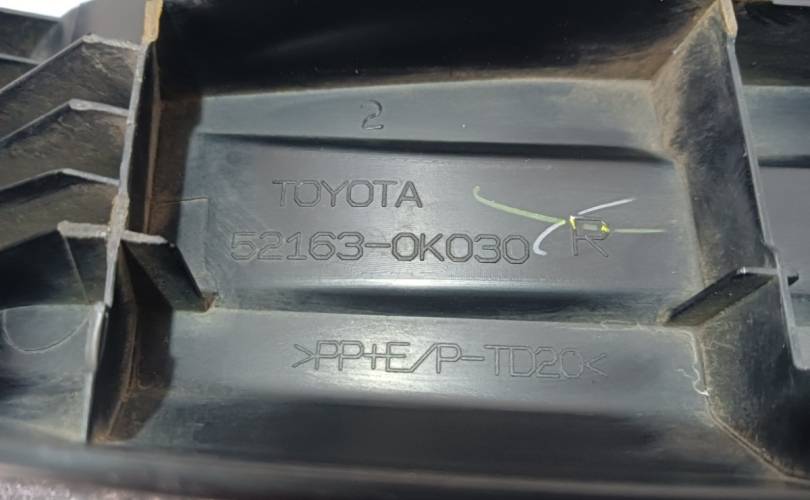 2
TOYOTA
52163-0K030 R
>PP+E/P-TD20<